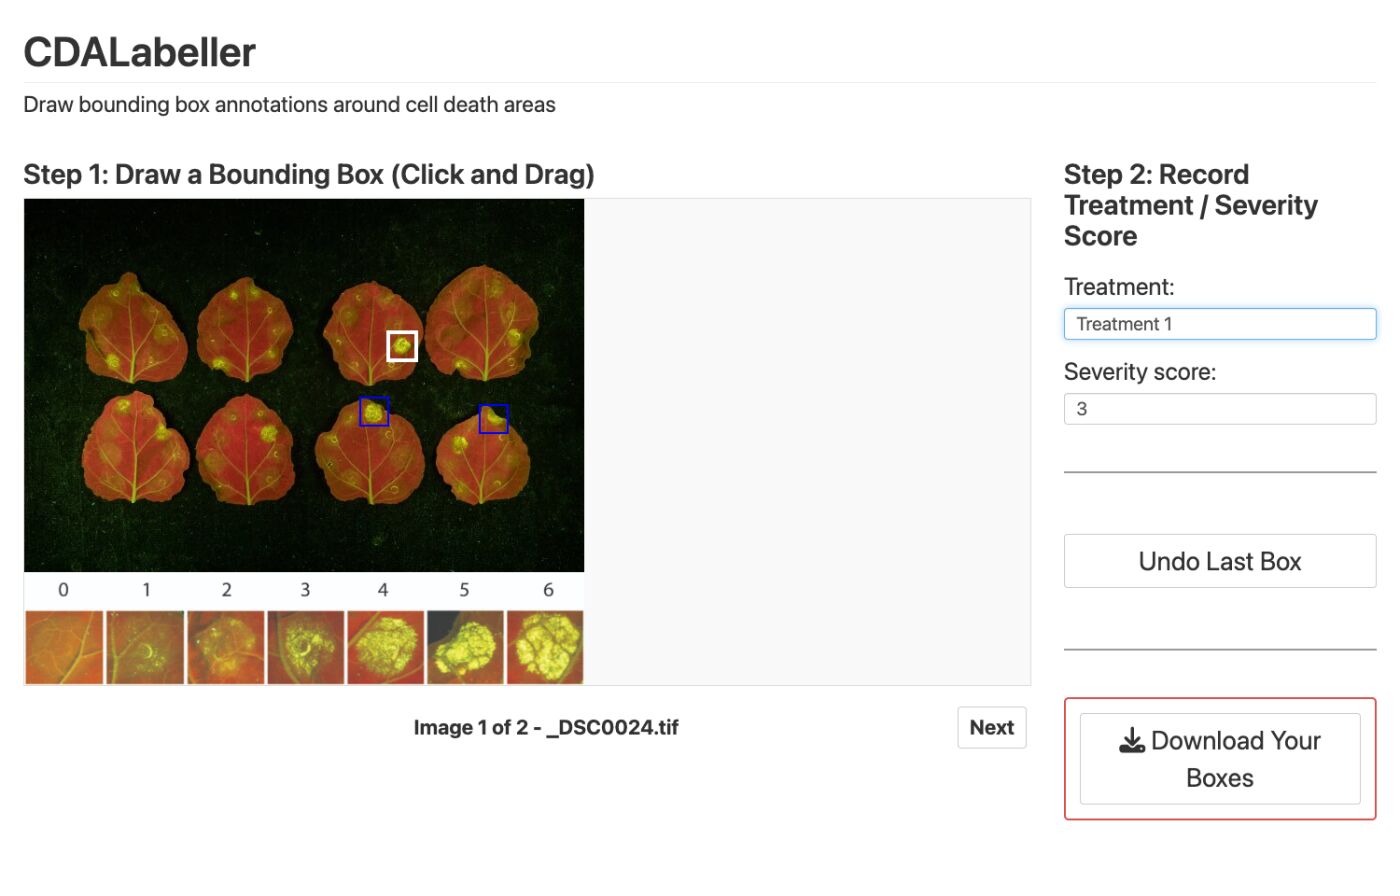 CDALabeller
Draw bounding box annotations around cell death areas
Step 1: Draw a Bounding Box (Click and Drag)
0 1 2 3 4 5 6
Image 1 of 2 - _DSC0024.tif
Next
Step 2: Record
Treatment / Severity
Score
Treatment:
Treatment 1
Severity score:
3
Undo Last Box
Download Your
Boxes